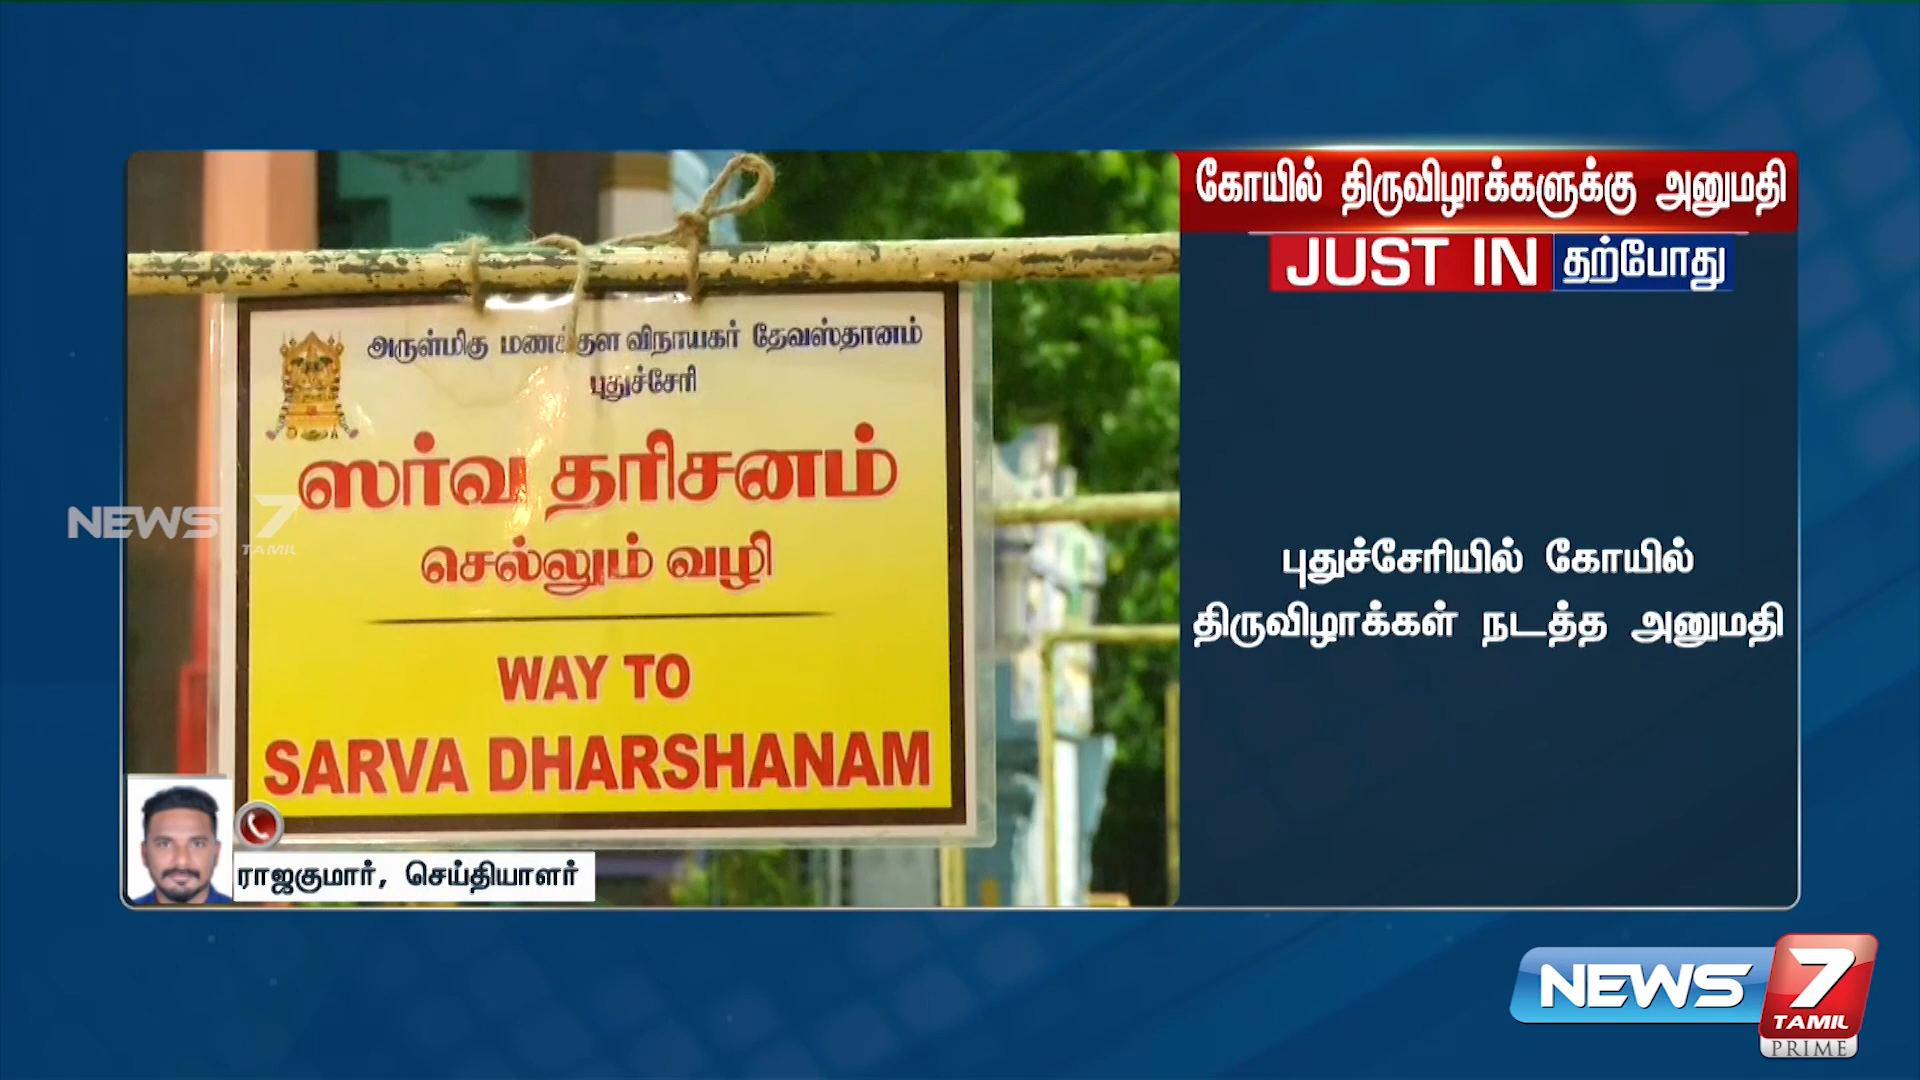 கோயில் திருவிழாக்களுக்கு அனுமதி
JUST IN தற்போது
அருள்மிகு மணக்குள விநாயகர் தேவஸ்தானம்
புதுச்சேரி
ஸர்வ தரிசனம்
செல்லும் வழி
WAY TO
SARVA DHARSHANAM
புதுச்சேரியில் கோயில்
திருவிழாக்கள் நடத்த அனுமதி
NEWS 7
TAMIL
ராஜகுமார், செய்தியாளர்
NEWS 7
TAMIL
PRIME